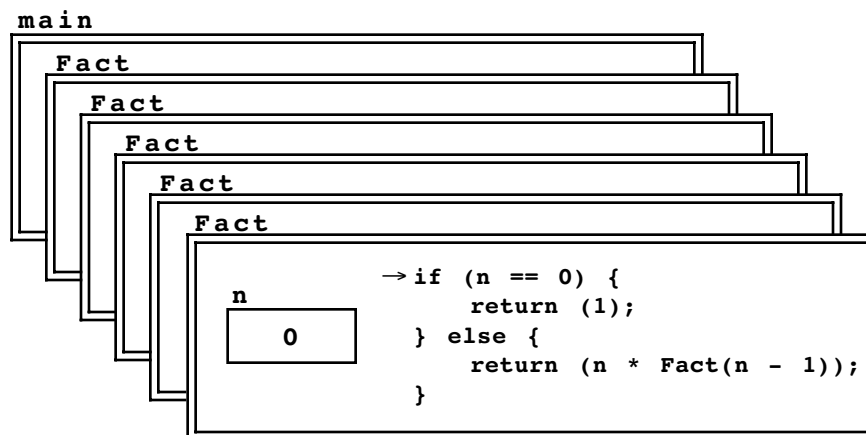 main
Fact
Fact
Fact
Fact
Fact
n
0
→ if (n == 0) {
return (1);
} else {
return (n * Fact(n - 1));
}